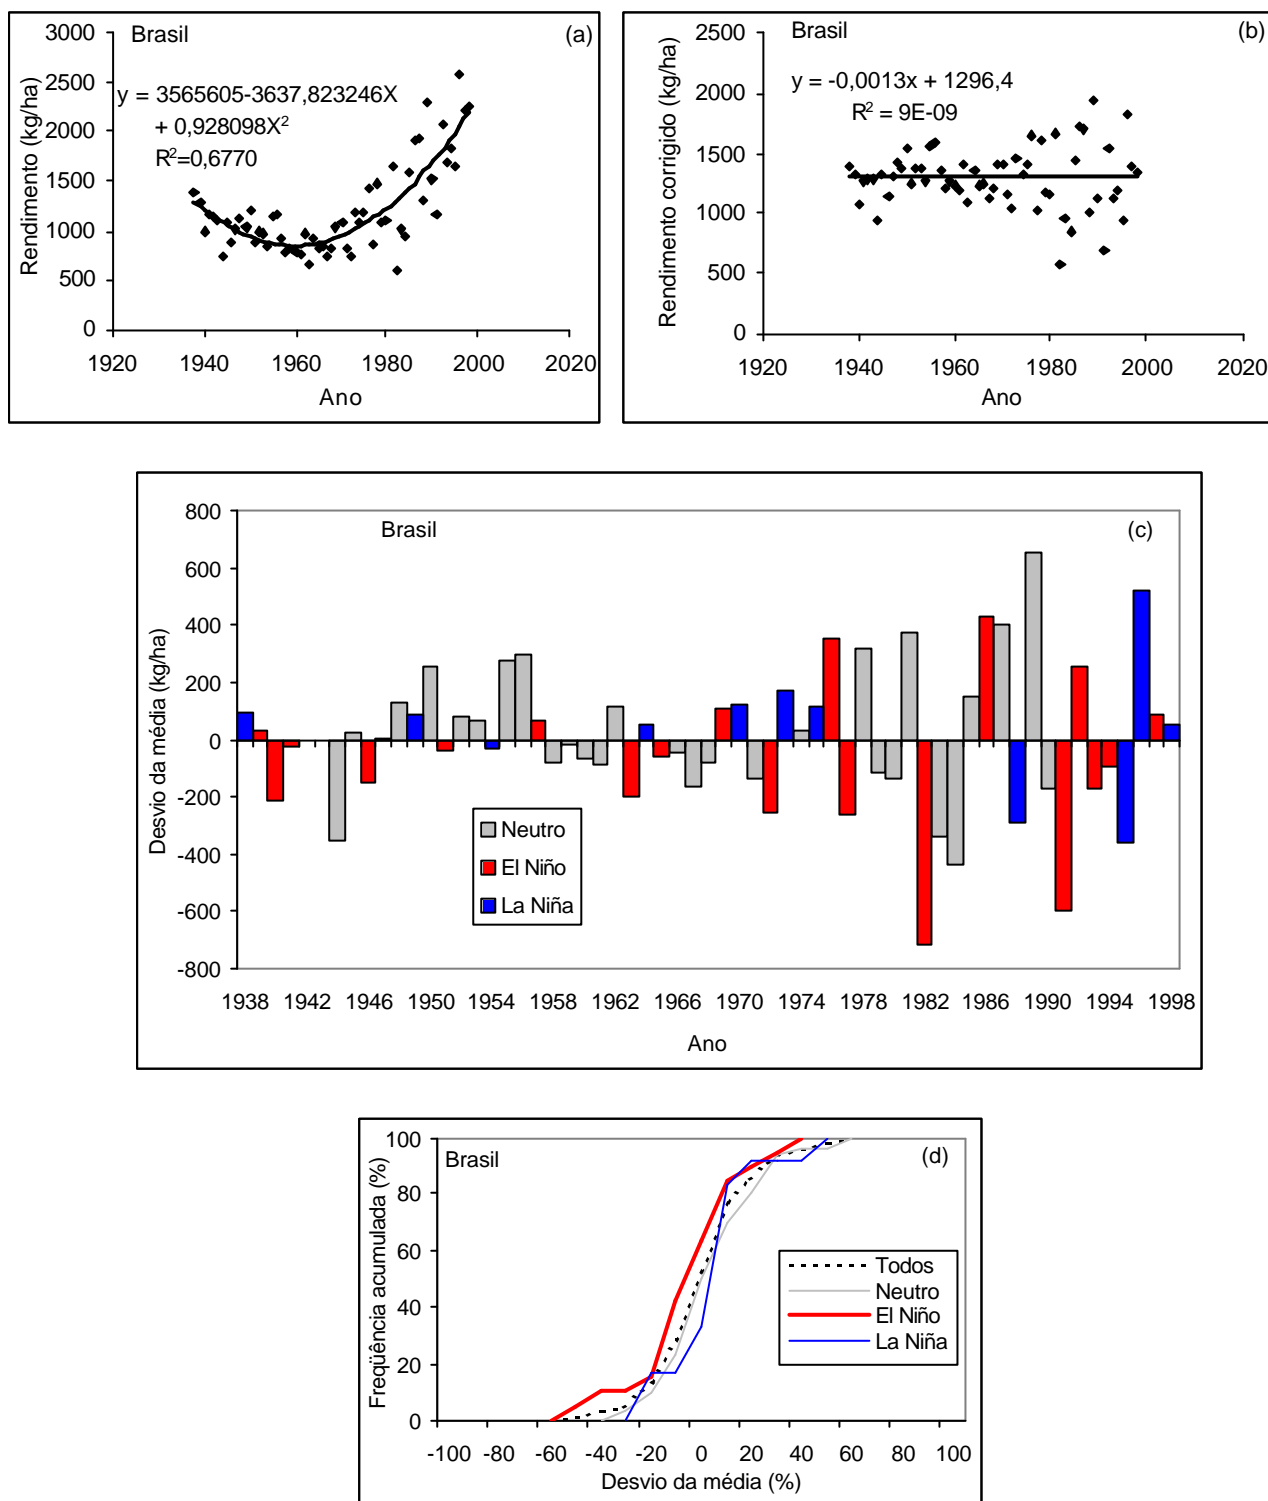 Brasil
(a)
y = 3565605-3637,823246X
+ 0,928098X²
R²=0,6770
Rendimento (kg/ha)
3000
2500
2000
1500
1000
500
0
1920 1940 1960 1980 2000 2020
Ano
Brasil
(b)
y = -0,0013x + 1296,4
R² = 9E-09
Rendimento corrigido (kg/ha)
2500
2000
1500
1000
500
0
1920 1940 1960 1980 2000 2020
Ano
Brasil
(c)
Desvio da média (kg/ha)
800
600
400
200
0
-200
-400
-600
-800
Neutro
El Niño
La Niña
1938 1942 1946 1950 1954 1958 1962 1966 1970 1974 1978 1982 1986 1990 1994 1998
Ano
Brasil
(d)
Freqüência acumulada (%)
100
80
60
40
20
0
Todos
Neutro
El Niño
La Niña
-100 -80 -60 -40 -20 0 20 40 60 80 100
Desvio da média (%)